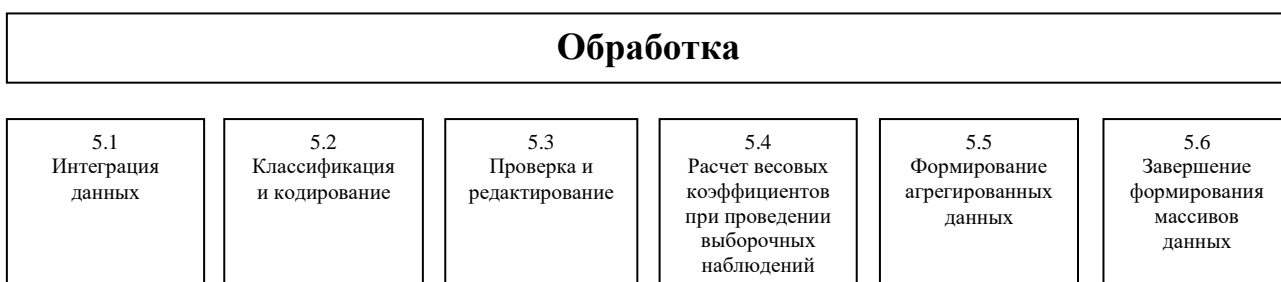 Обработка
5.1
Интеграция
данных
5.2
Классификация
и кодирование
5.3
Проверка и
редактирование
5.4
Расчет весовых
коэффициентов
при проведении
выборочных
наблюдений
5.5
Формирование
агрегированных
данных
5.6
Завершение
формирования
массивов
данных